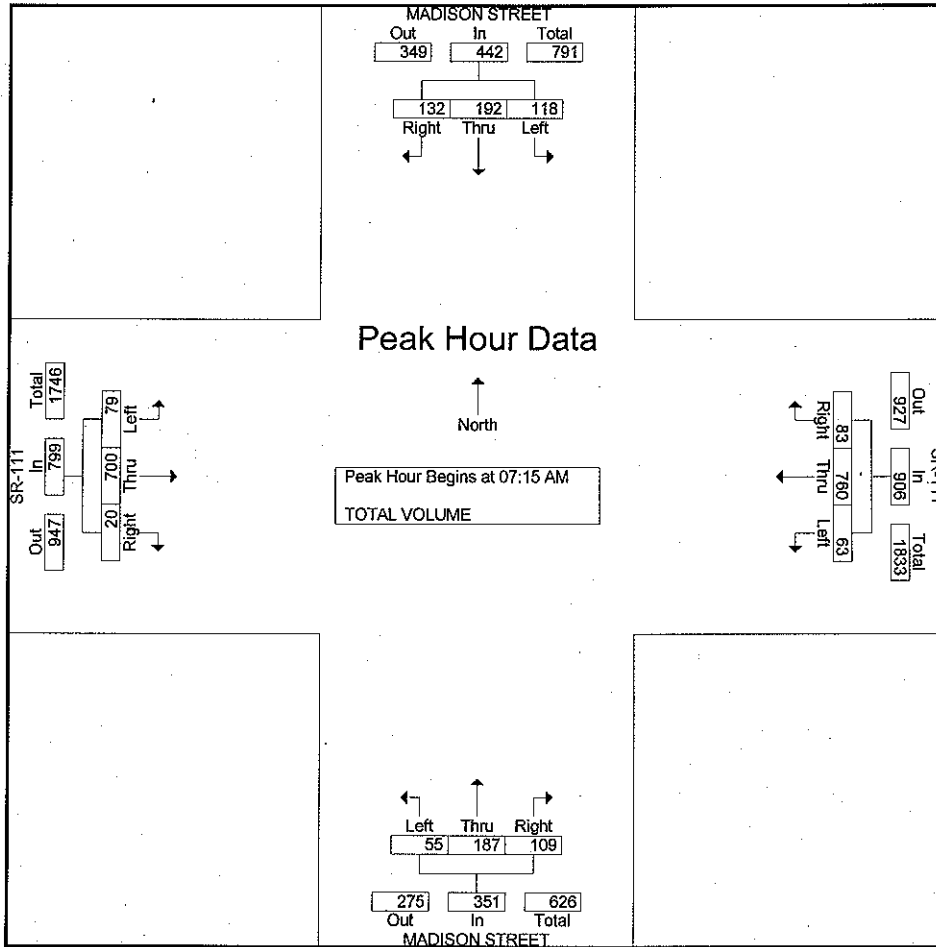 MADISON STREET
Out In Total
349 442 791
132 192 118
Right Thru Left
Peak Hour Data
North
Peak Hour Begins at 07:15 AM
TOTAL VOLUME
SR-111
Out In Total
947 799 1746
20 700 79
Right Thru Left
Out In Total
927 906 1833
83 760 63
Right Thru Left
Left Thru Right
55 187 109
275 351 626
Out In Total
MADISON STREET